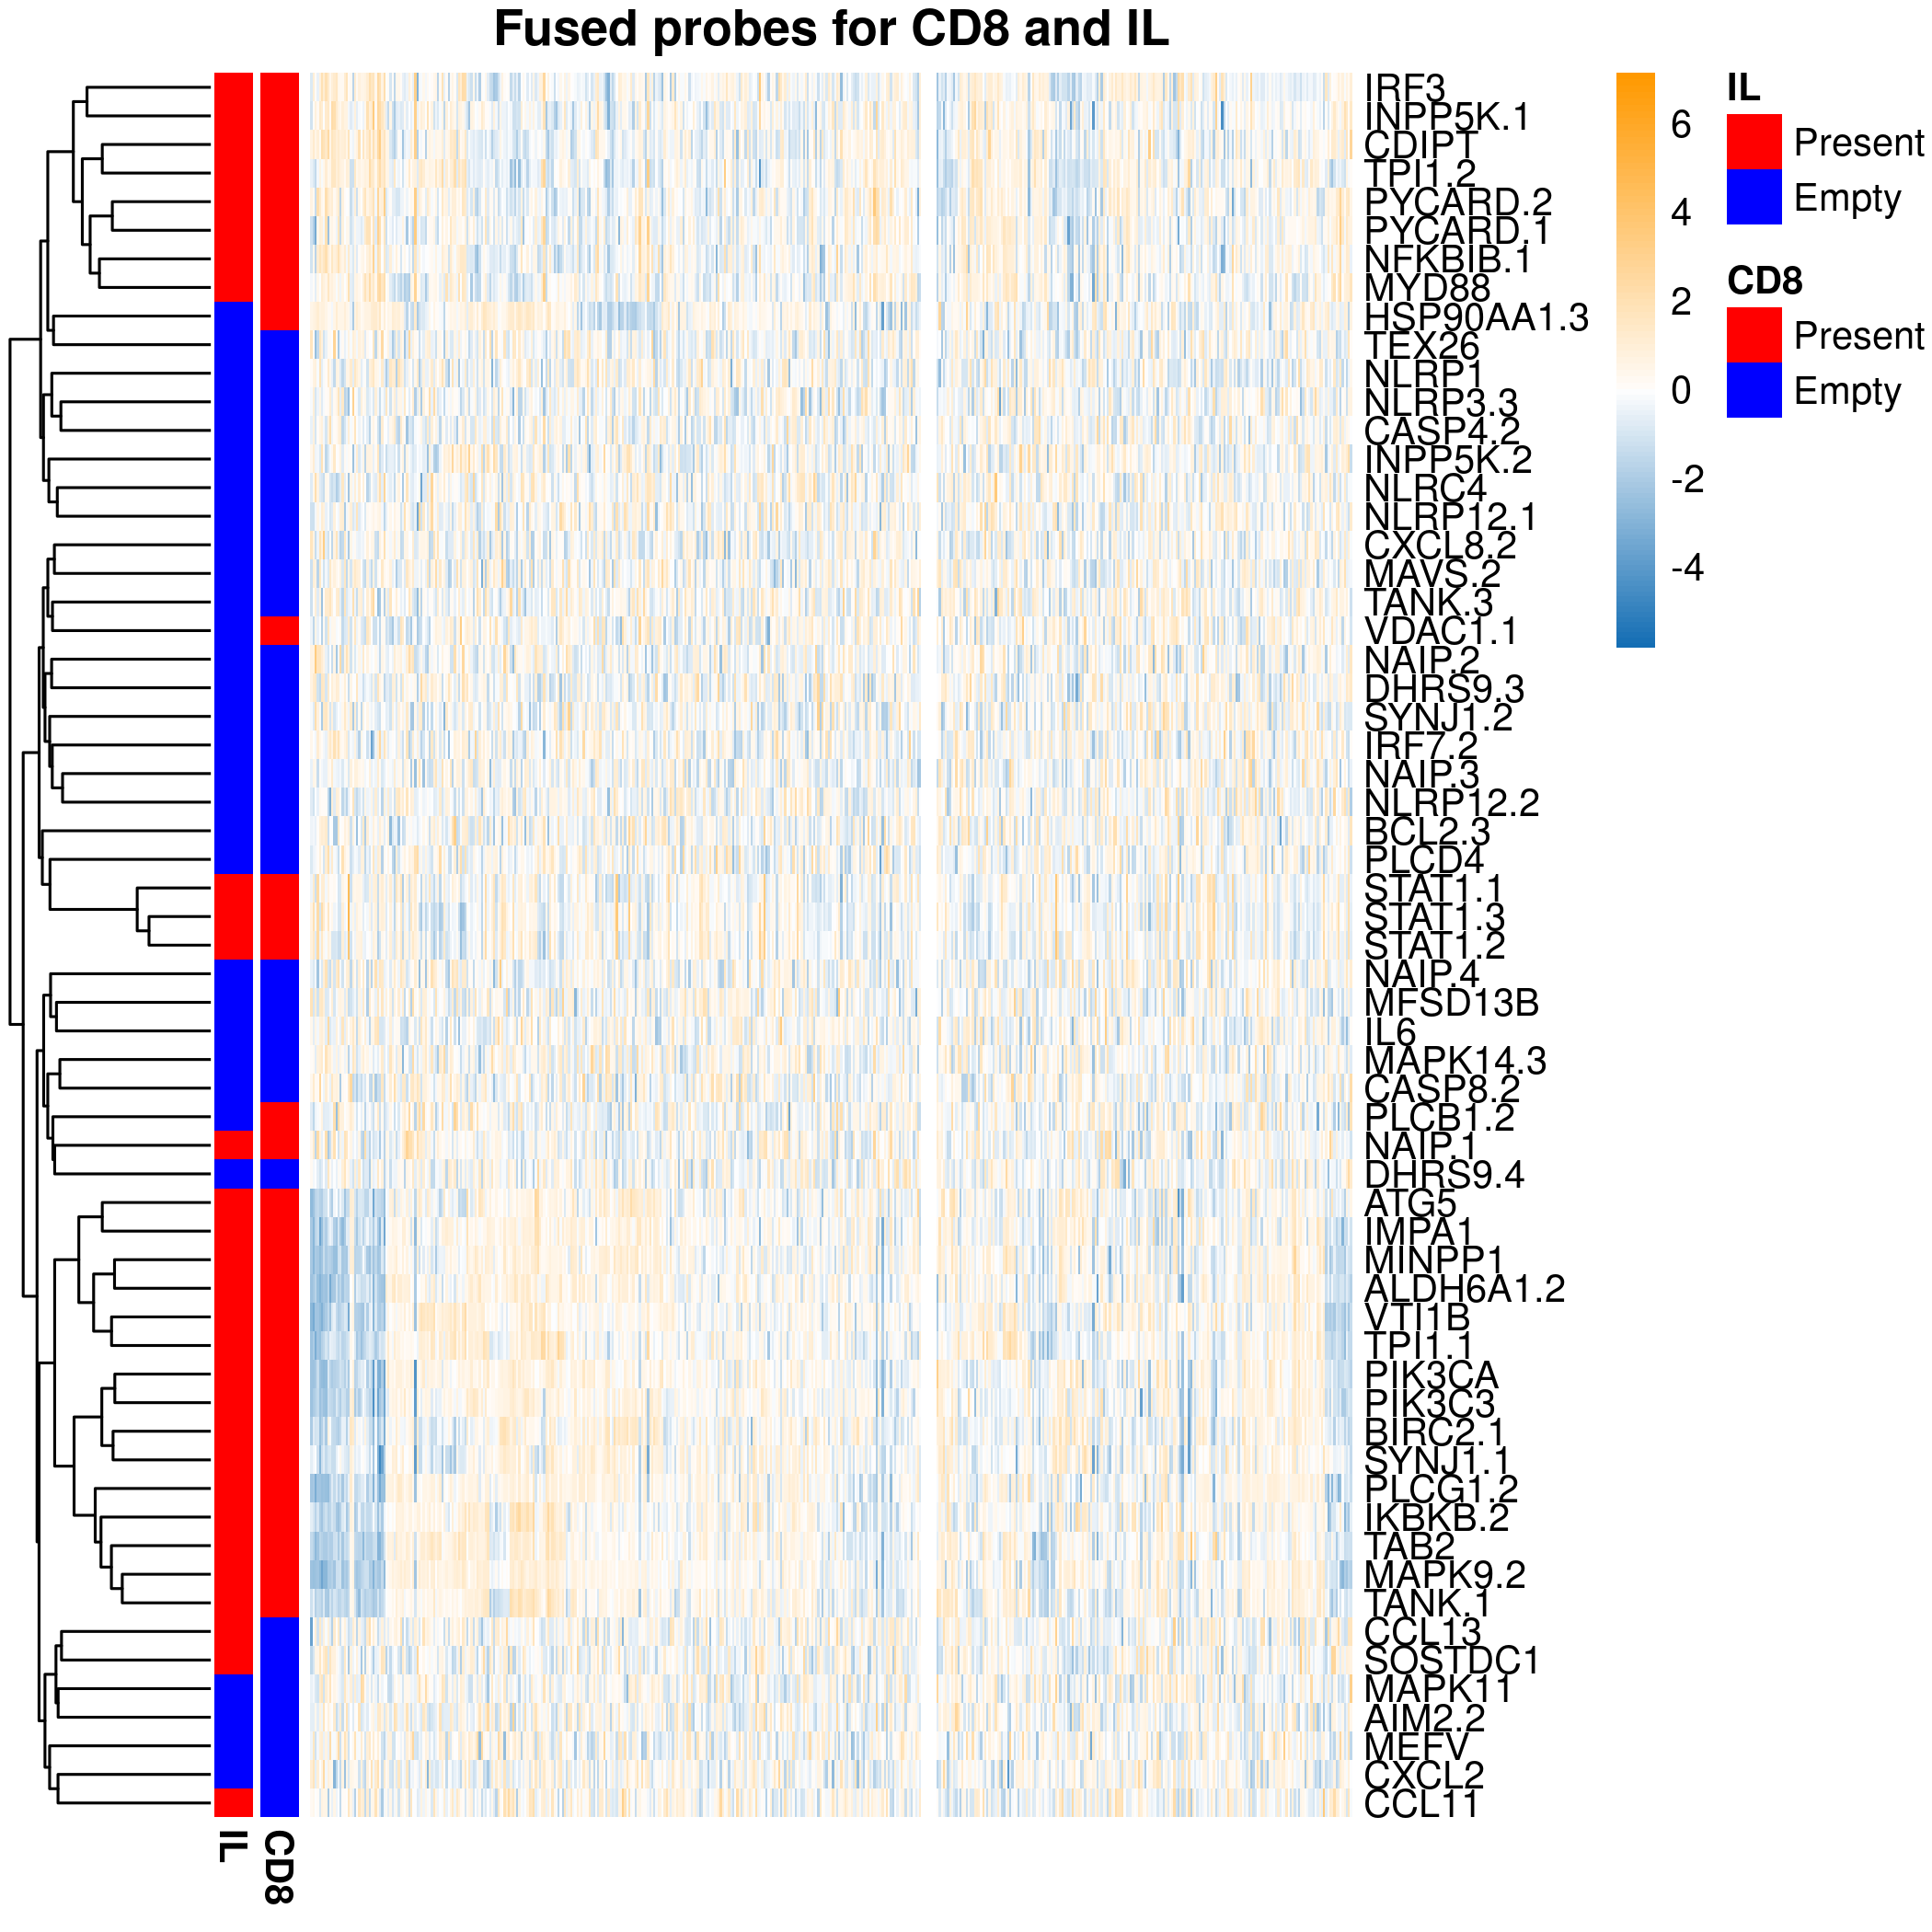 Fused probes for CD8 and IL
IRF3
INPP5K.1
CDIPT
TPI1.2
PYCARD.2
PYCARD.1
NFKBIB.1
MYD88
HSP90AA1.3
TEX26
NLRP1
NLRP3.3
CASP4.2
INPP5K.2
NLRC4
NLRP12.1
CXCL8.2
MAVS.2
TANK.3
VDAC1.1
NAIP.2
DHRS9.3
SYNJ1.2
IRF7.2
NAIP.3
NLRP12.2
BCL2.3
PLCD4
STAT1.1
STAT1.3
STAT1.2
NAIP.4
MFSD13B
IL6
MAPK14.3
CASP8.2
PLCB1.2
NAIP.1
DHRS9.4
ATG5
IMPA1
MINPP1
ALDH6A1.2
VTI1B
TPI1.1
PIK3CA
PIK3C3
BIRC2.1
SYNJ1.1
PLCG1.2
IKBKB.2
TAB2
MAPK9.2
TANK.1
CCL13
SOSTDC1
MAPK11
AIM2.2
MEFV
CXCL2
CCL11
6
4
2
0
-2
-4
IL
Present
Empty
CD8
Present
Empty
IL
CD8